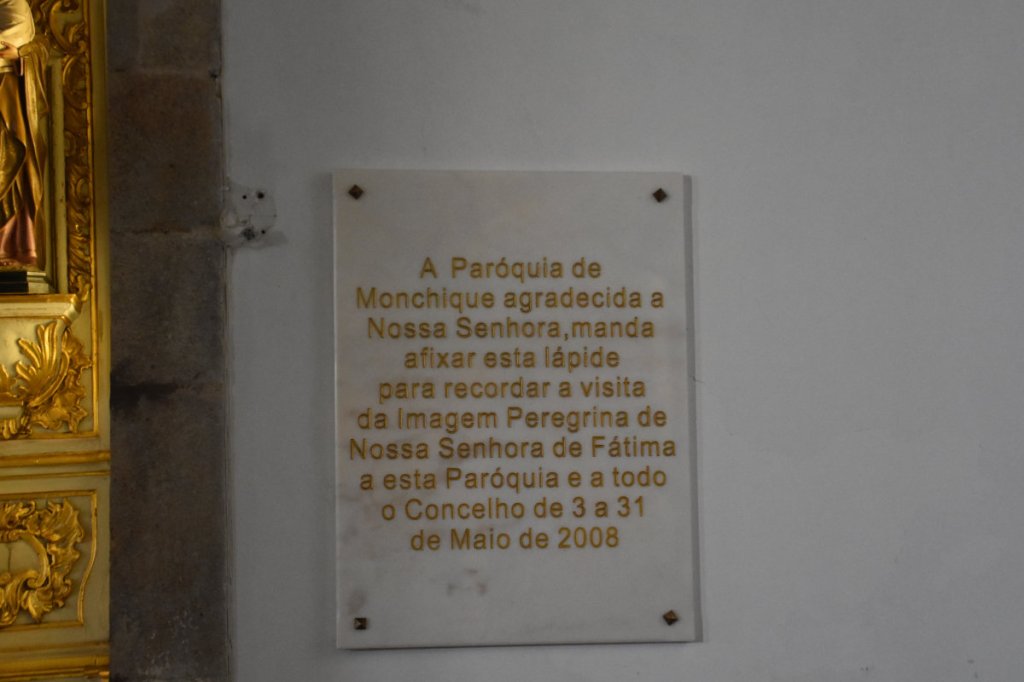 A Paróquia de
Monchique agradecida a
Nossa Senhora,manda
afixar esta lápide
para recordar a visita
da Imagem Peregrina de
Nossa Senhora de Fátima
a esta Paróquia e a todo
o Concelho de 3 a 31
de Maio de 2008